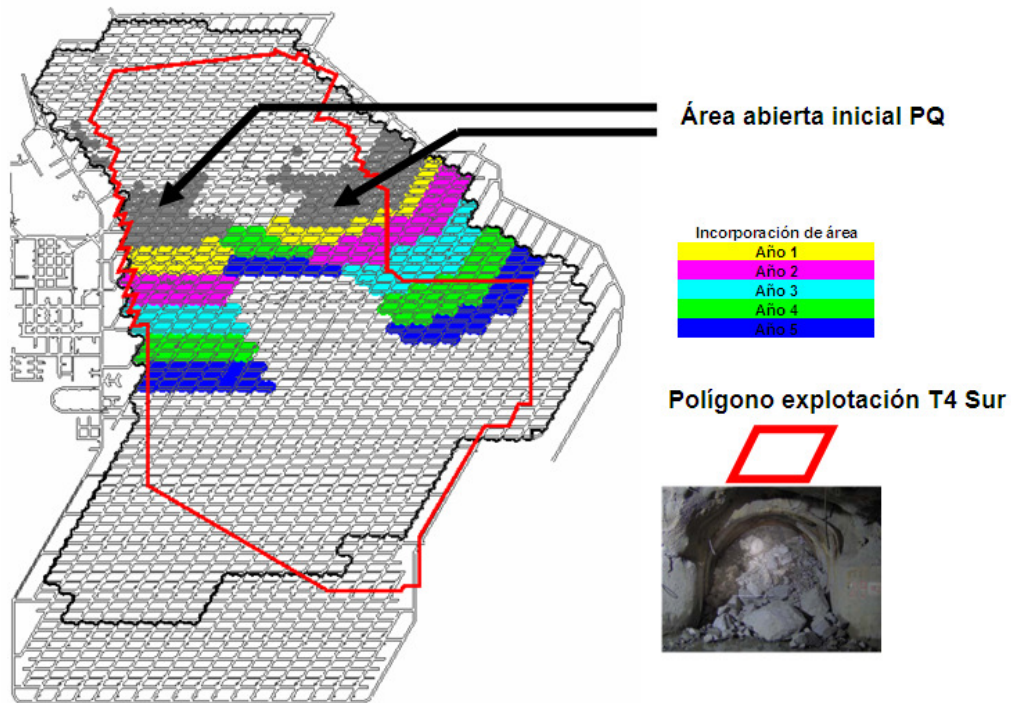 Área abierta inicial PQ
Incorporación de área
Año 1
Año 2
Año 3
Año 4
Año 5
Polígono explotación T4 Sur